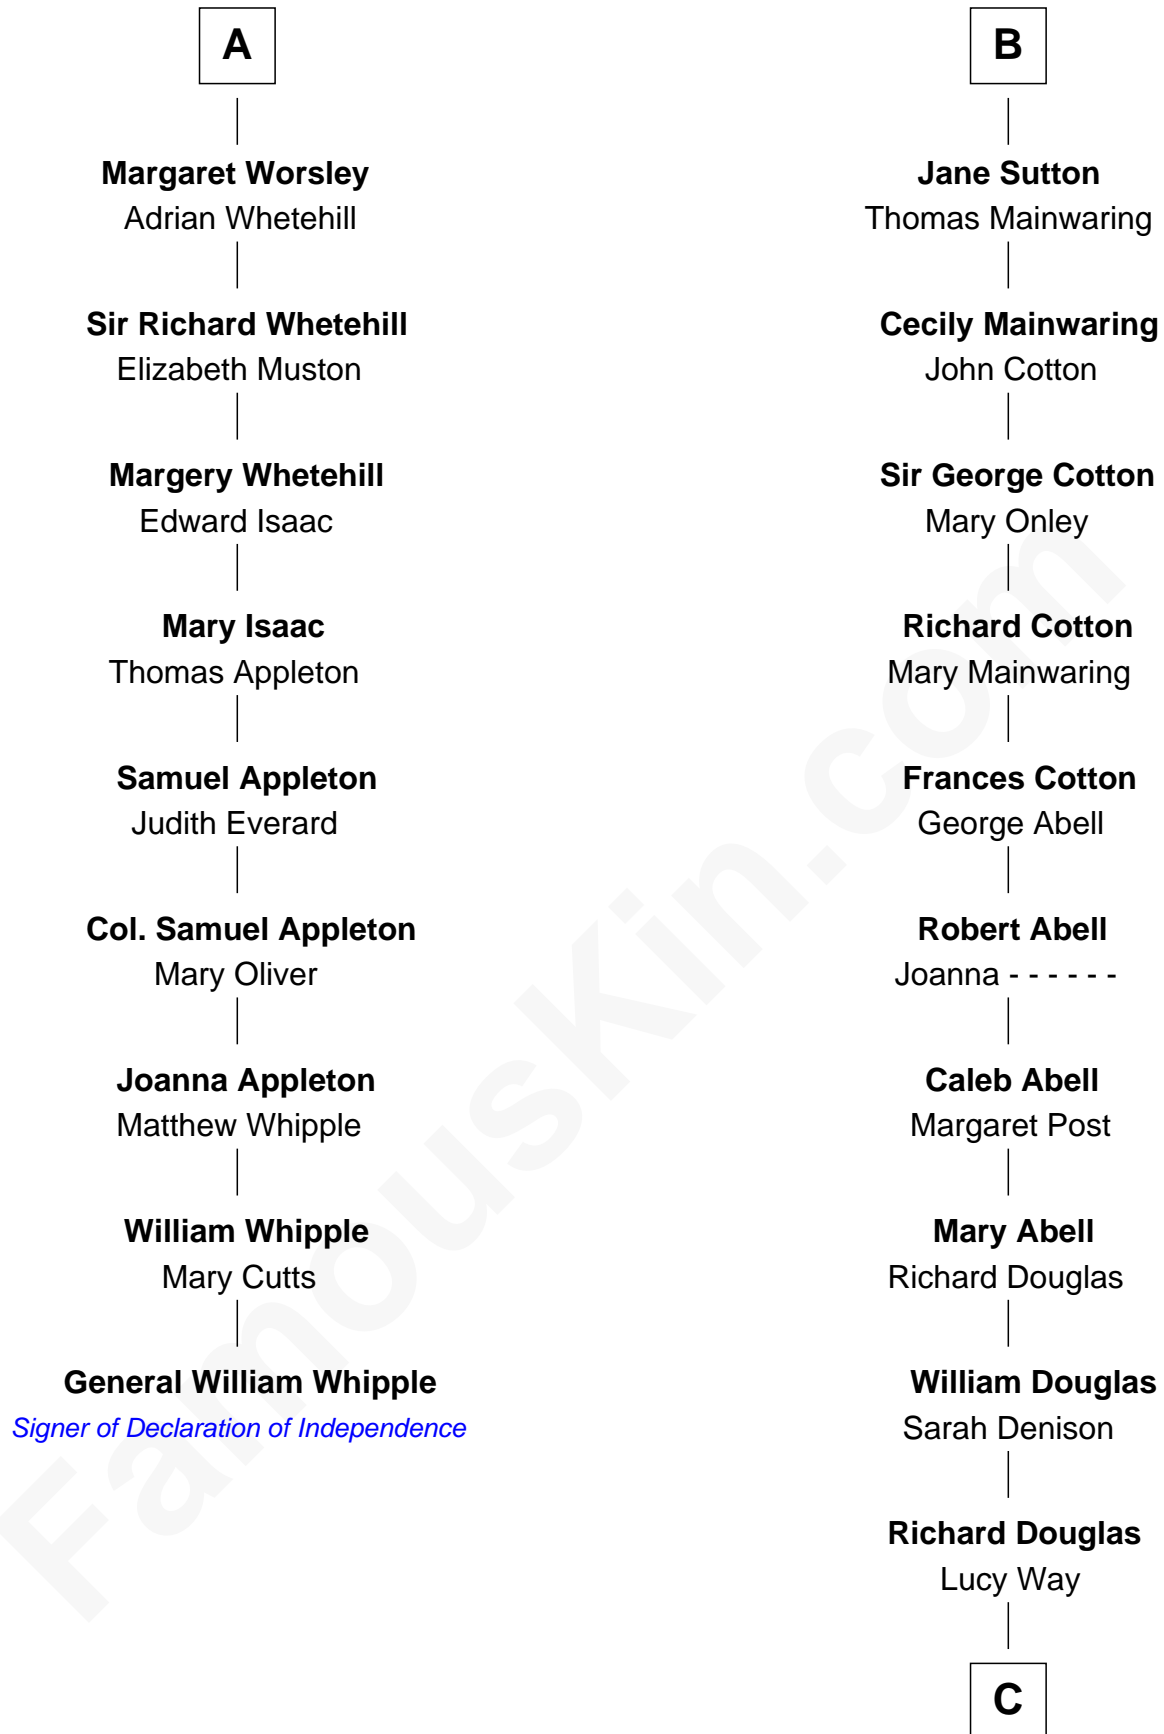 A
Margaret Worsley
Adrian Whetehill
Sir Richard Whetehill
Elizabeth Muston
Margery Whetehill
Edward Isaac
Mary Isaac
Thomas Appleton
Samuel Appleton
Judith Everard
Col. Samuel Appleton
Mary Oliver
Joanna Appleton
Matthew Whipple
William Whipple
Mary Cutts
General William Whipple
Signer of Declaration of Independence
B
Jane Sutton
Thomas Mainwaring
Cecily Mainwaring
John Cotton
Sir George Cotton
Mary Onley
Richard Cotton
Mary Mainwaring
Frances Cotton
George Abell
Robert Abell
Joanna - - - - - -
Caleb Abell
Margaret Post
Mary Abell
Richard Douglas
William Douglas
Sarah Denison
Richard Douglas
Lucy Way
C
FamousKin.com